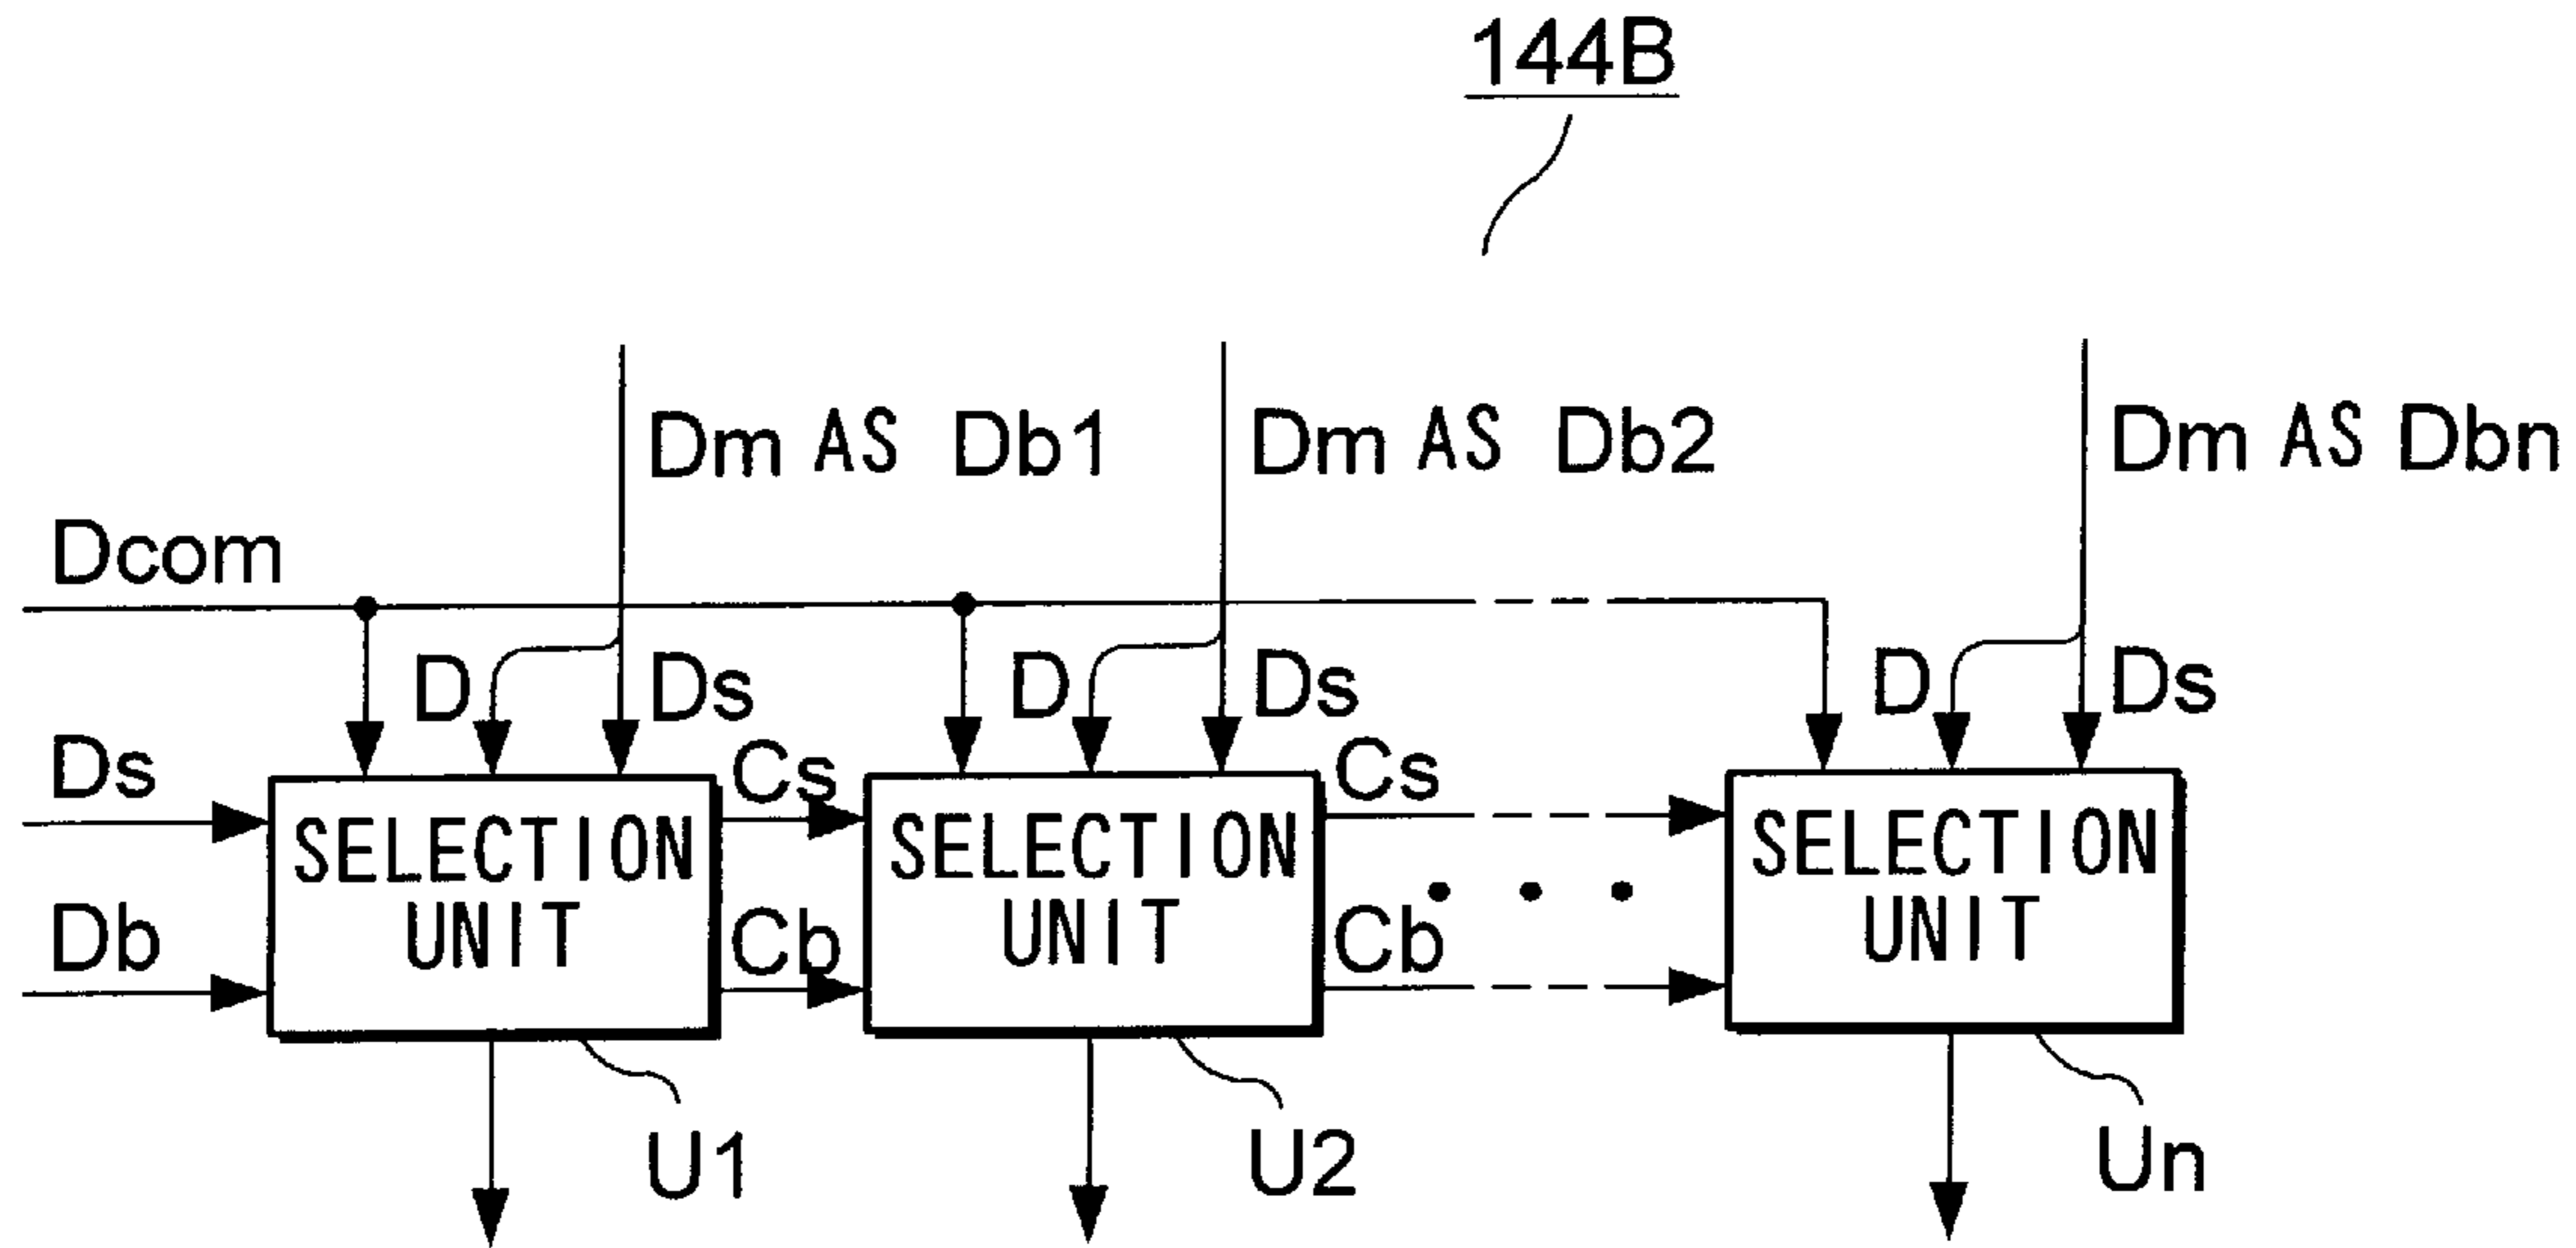 144B
Dm AS Db1
Dm AS Db2
Dm AS Dbn
Dcom
D
Ds
D
Ds
D
Ds
Ds
Db
SELECTION
UNIT
Cs
Cb
SELECTION
UNIT
Cs
Cb
SELECTION
UNIT
U1
U2
Un